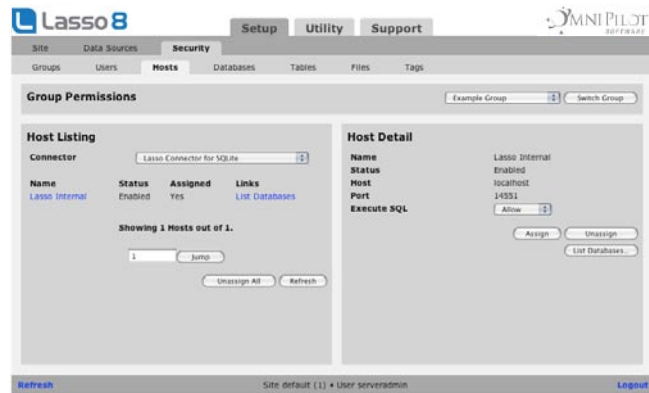 Lasso 8
Setup Utility Support
OMNIPILOT
SOFTWARE
Site Data Sources Security
Groups Users Hosts Databases Tables Files Tags
Group Permissions
Example Group Switch Group
Host Listing
Connector Lasso Connector for SQLite
Name Status Assigned Links
Lasso Internal Enabled Yes List Databases
Showing 1 Hosts out of 1.
1 Jump
Unassign All Refresh
Host Detail
Name Lasso Internal
Status Enabled
Host localhost
Port 14551
Execute SQL Allow
Assign Unassign
List Databases...
Refresh Site default (1) • User serveradmin Logout